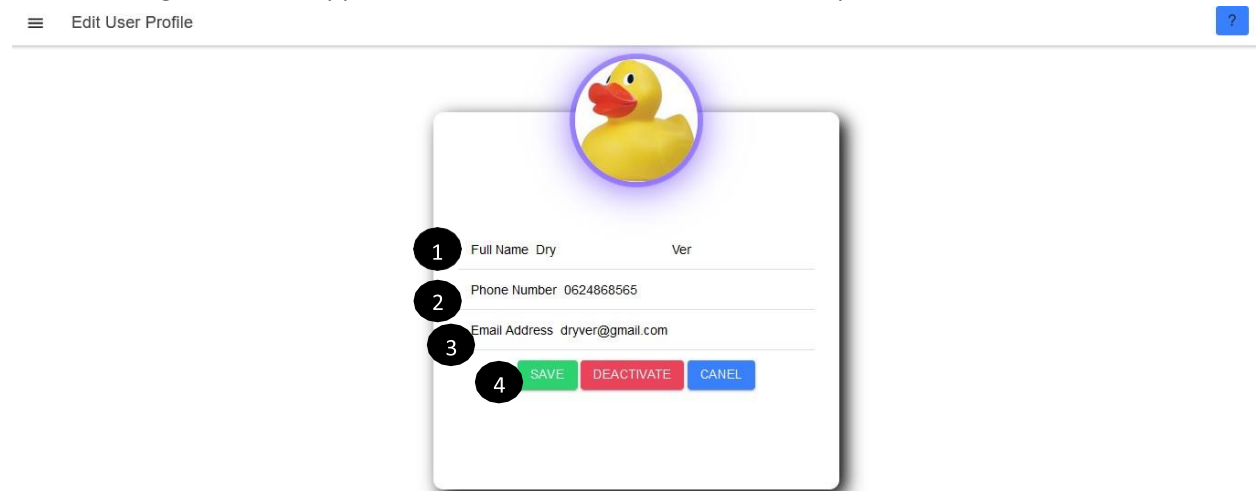 Edit User Profile ?
1 Full Name Dry Ver
2 Phone Number 0624868565
3 Email Address dryver@gmail.com
4 SAVE DEACTIVATE CANEL